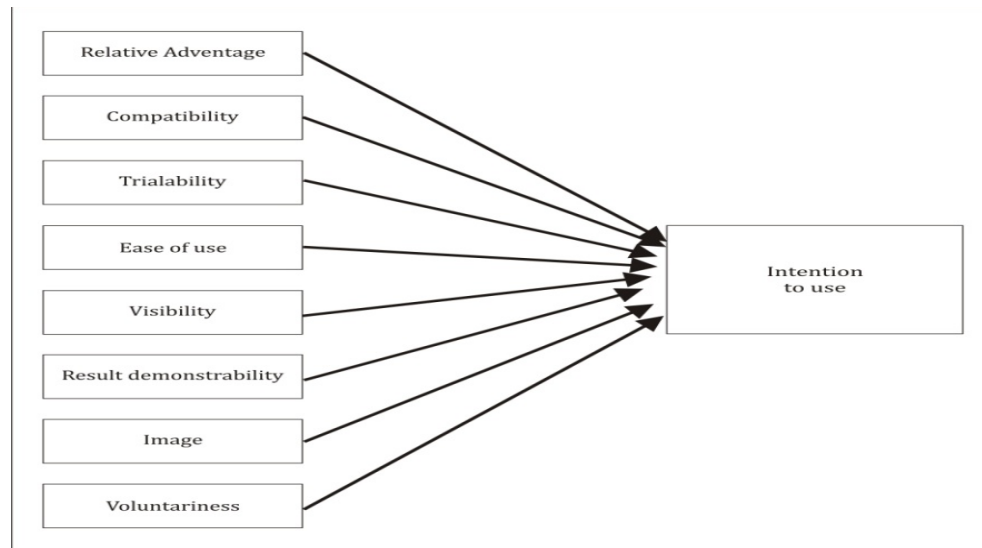 Relative Adventage
Compatibility
Trialability
Ease of use
Visibility
Result demonstrability
Image
Voluntariness
Intention
to use